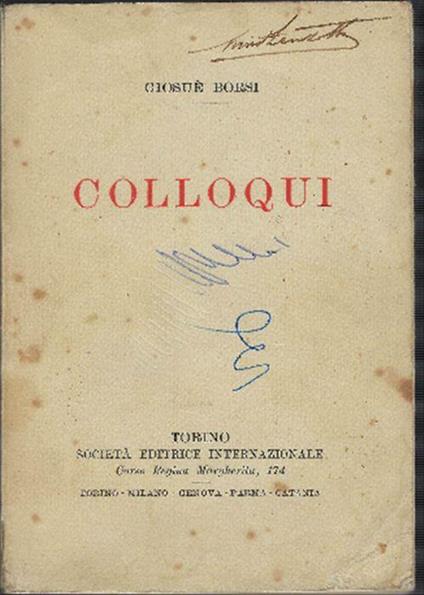 GIOSUÈ BORSI
COLLOQUI
TORINO
SOCIETÀ EDITRICE INTERNAZIONALE
Corso Regina Margherita, 174
TORINO - MILANO - GENOVA - PARMA - CATANIA